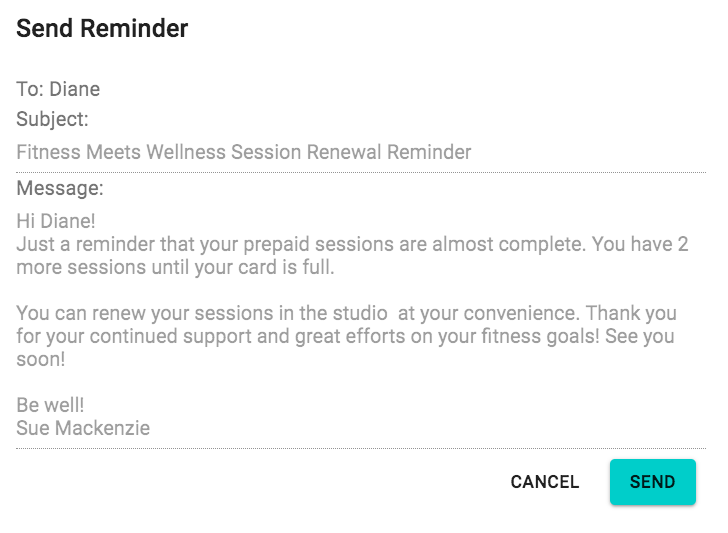 Send Reminder
To: Diane
Subject:
Fitness Meets Wellness Session Renewal Reminder
Message:
Hi Diane!
Just a reminder that your prepaid sessions are almost complete. You have 2
more sessions until your card is full.
You can renew your sessions in the studio  at your convenience. Thank you
for your continued support and great efforts on your fitness goals! See you
soon!
Be well!
Sue Mackenzie
CANCEL SEND